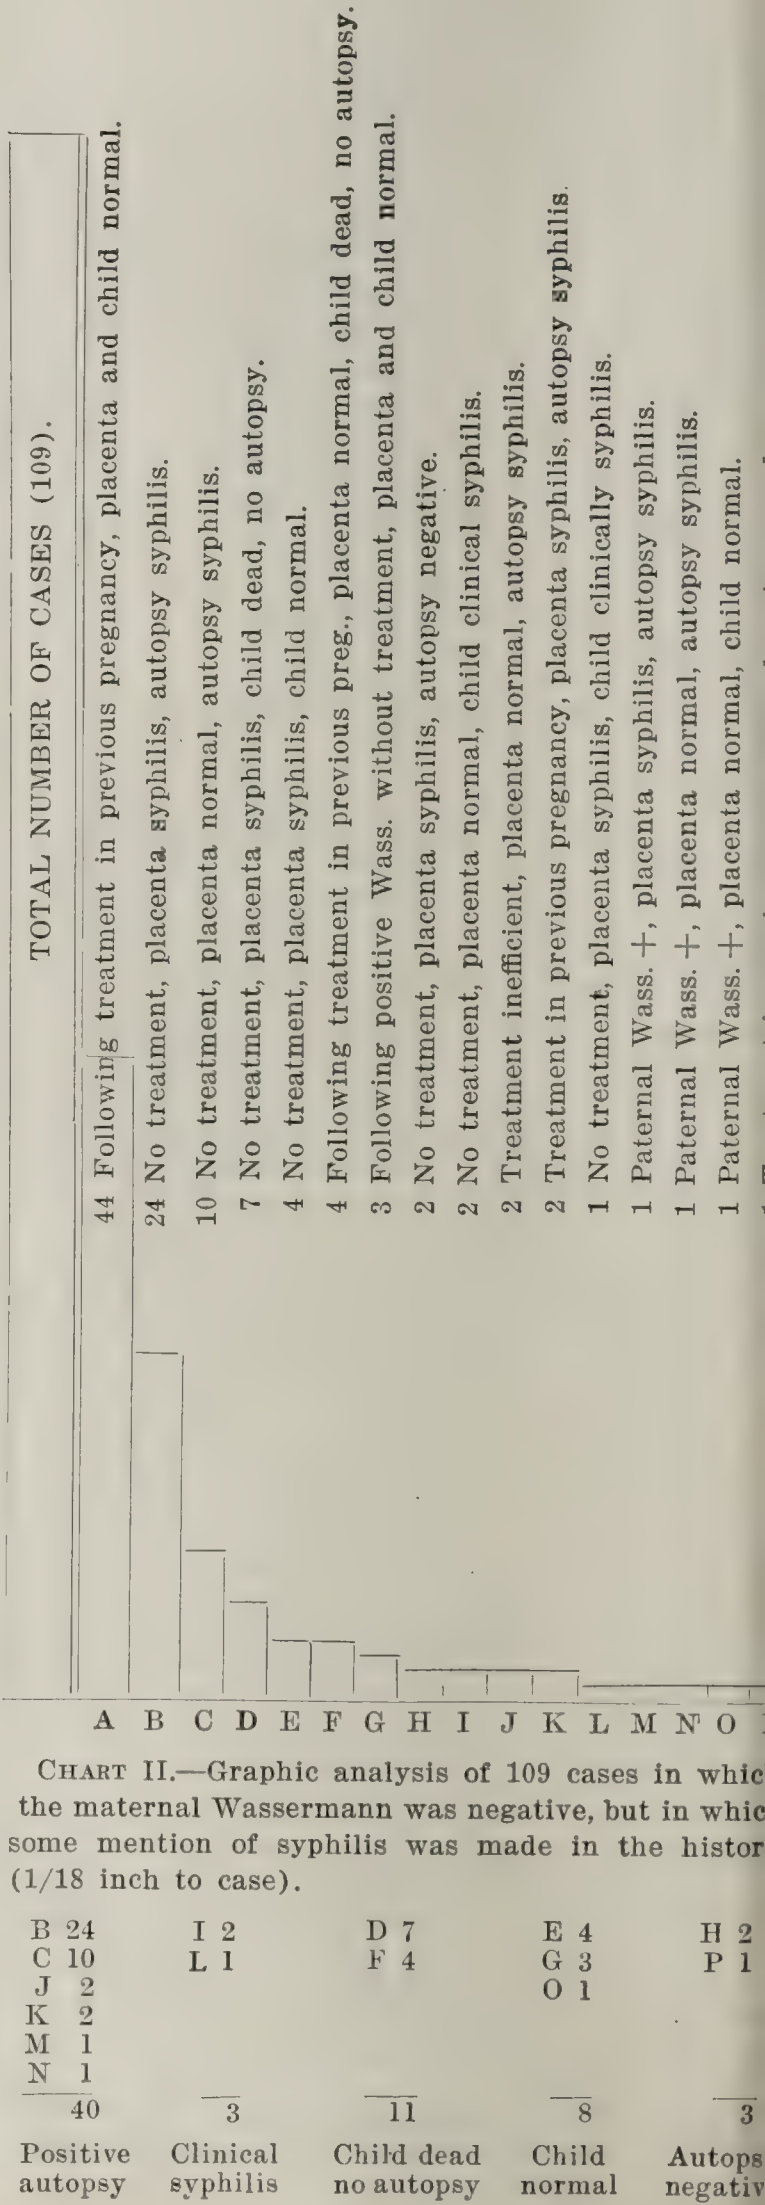 TOTAL NUMBER OF CASES (109).
44 Following treatment in previous pregnancy, placenta and child normal.
24 No treatment, placenta syphilis, autopsy syphilis.
10 No treatment, placenta normal, autopsy syphilis.
7 No treatment, placenta syphilis, child dead, no autopsy.
4 No treatment, placenta syphilis, child normal.
4 Following treatment in previous preg., placenta normal, child dead, no autopsy.
3 Following positive Wass. without treatment, placenta and child normal.
2 No treatment, placenta syphilis, autopsy negative.
2 No treatment, placenta normal, child clinical syphilis.
2 Treatment inefficient, placenta normal, autopsy syphilis.
2 Treatment in previous pregnancy, placenta syphilis, autopsy syphilis.
1 No treatment, placenta syphilis, child clinically syphilis.
1 Paternal Wass. +, placenta syphilis, autopsy syphilis.
1 Paternal Wass. +, placenta normal, autopsy syphilis.
1 Paternal Wass. +, placenta normal, child normal.
A B C D E F G H I J K L M N O
CHART II.—Graphic analysis of 109 cases in whic
the maternal Wassermann was negative, but in whic
some mention of syphilis was made in the histor
(1/18 inch to case).
B 24 I 2 D 7 E 4 H 2
C 10 L 1 F 4 G 3 P 1
J 2 O 1
K 2
M 1
N 1
40 3 11 8 3
Positive Clinical Child dead Child Autops
autopsy syphilis no autopsy normal negativ